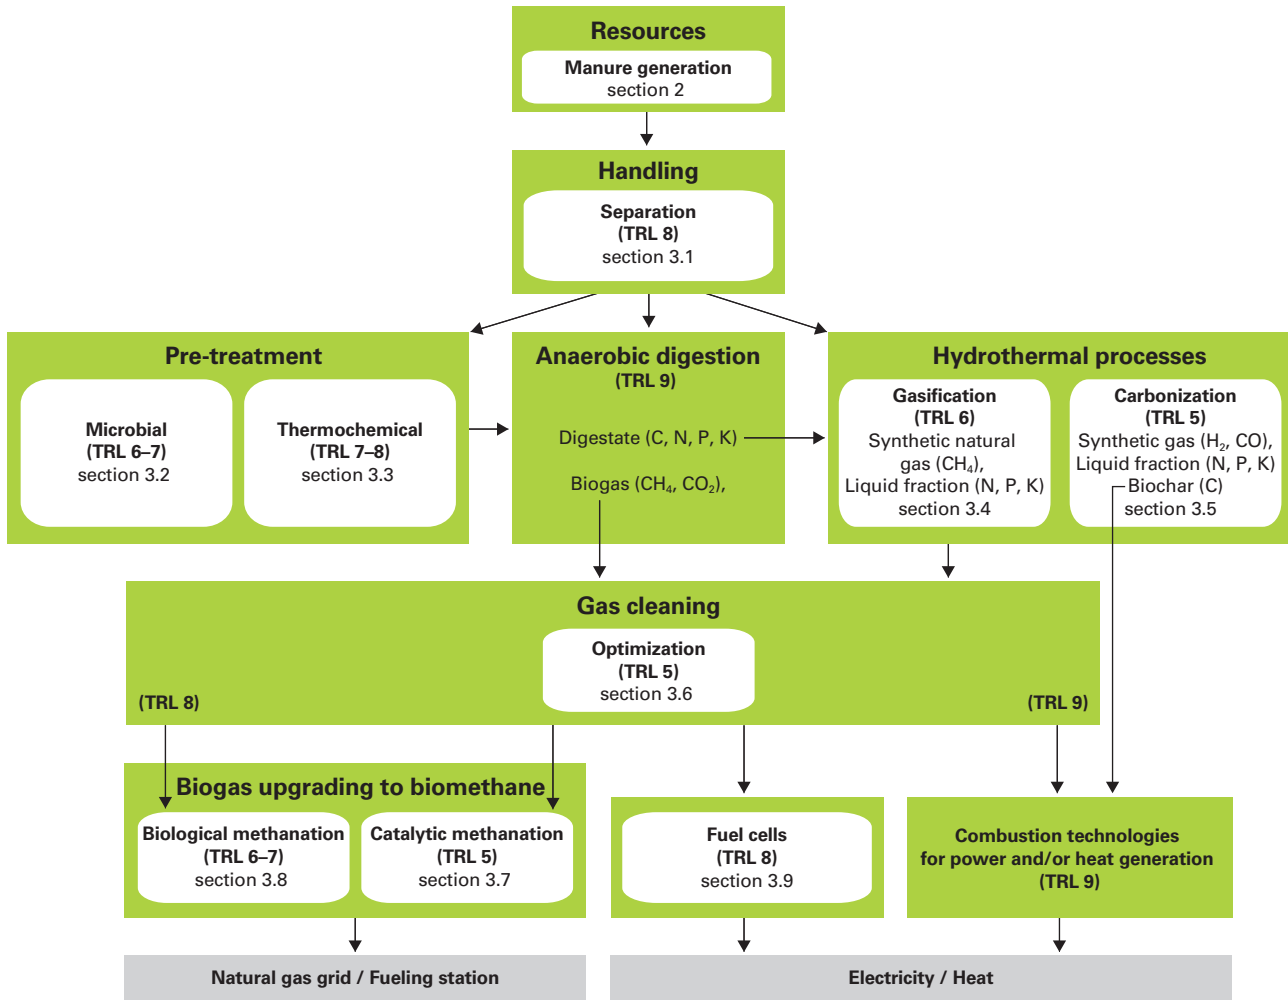 Resources
Manure generation
section 2
Handling
Separation
(TRL 8)
section 3.1
Pre-treatment
Microbial
(TRL 6–7)
section 3.2
Thermochemical
(TRL 7–8)
section 3.3
Anaerobic digestion
(TRL 9)
Digestate (C, N, P, K)
Biogas (CH₄, CO₂),
Hydrothermal processes
Gasification
(TRL 6)
Synthetic natural
gas (CH₄),
Liquid fraction (N, P, K)
section 3.4
Carbonization
(TRL 5)
Synthetic gas (H₂, CO),
Liquid fraction (N, P, K)
Biochar (C)
section 3.5
Gas cleaning
Optimization
(TRL 5)
section 3.6
(TRL 8)
(TRL 9)
Biogas upgrading to biomethane
Biological methanation
(TRL 6–7)
section 3.8
Catalytic methanation
(TRL 5)
section 3.7
Fuel cells
(TRL 8)
section 3.9
Combustion technologies
for power and/or heat generation
(TRL 9)
Natural gas grid / Fueling station
Electricity / Heat